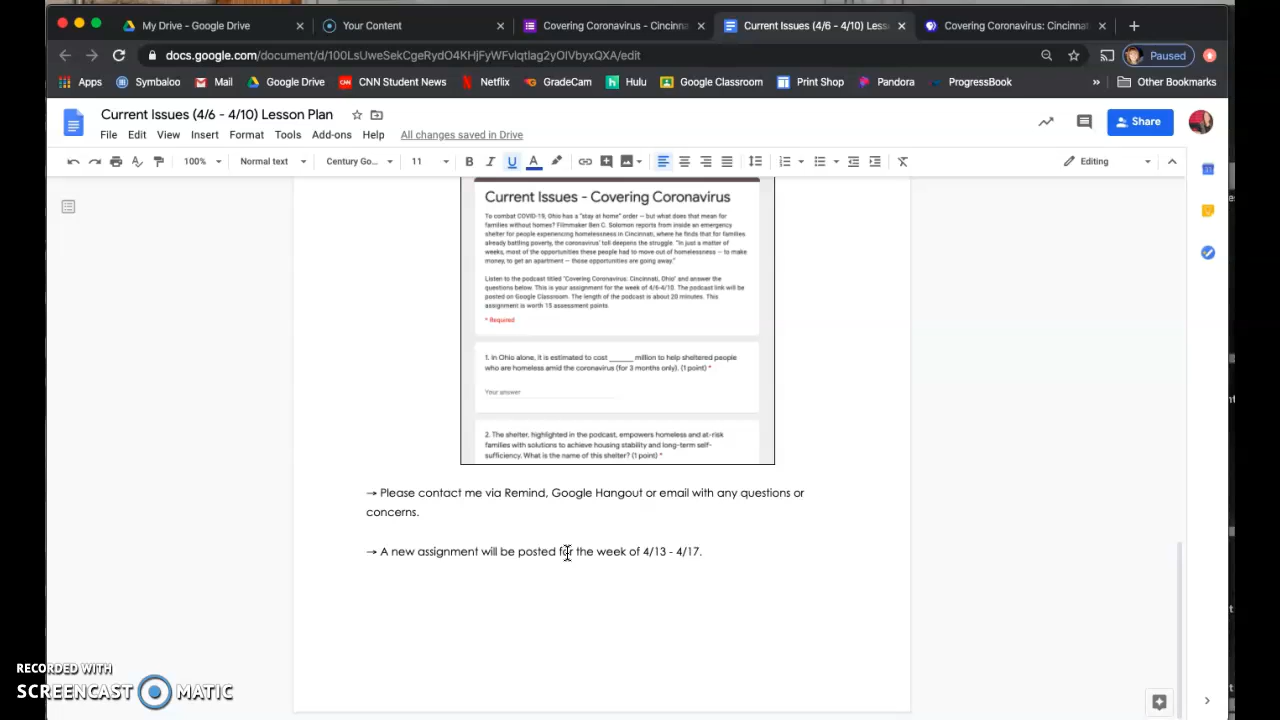 My Drive - Google Drive
Your Content
Covering Coronavirus - Cincinna
Current Issues (4/6 - 4/10) Less
Covering Coronavirus: Cincinnat
docs.google.com/document/d/100LsUweSekCgeRydO4KHjFyWFvlqtlag2yOIVbyxQXA/edit
Paused
Apps
Symbaloo
Mail
Google Drive
CNN Student News
Netflix
GradeCam
Hulu
Google Classroom
Print Shop
Pandora
ProgressBook
Other Bookmarks
Current Issues (4/6 - 4/10) Lesson Plan
File Edit View Insert Format Tools Add-ons Help All changes saved in Drive
Share
100% Normal text Century Go... 11 B I U A Editing
Current Issues - Covering Coronavirus
To combat COVID-19, Ohio has a "stay at home" order -- but what does that mean for
families without homes? Filmmaker Ben C. Solomon reports from inside an emergency
shelter for people experiencing homelessness in Cincinnati, where he finds that for families
already battling poverty, the coronavirus' toll deepens the struggle. "In just a matter of
weeks, most of the opportunities these people had to move out of homelessness -- to make
money, to get an apartment -- those opportunities are going away."
Listen to the podcast titled "Covering Coronavirus: Cincinnati, Ohio" and answer the
questions below. This is your assignment for the week of 4/6-4/10. The podcast link will be
posted on Google Classroom. The length of the podcast is about 20 minutes. This
assignment is worth 15 assessment points.
* Required
1. In Ohio alone, it is estimated to cost ______ million to help sheltered people
who are homeless amid the coronavirus (for 3 months only). (1 point) *
Your answer
2. The shelter, highlighted in the podcast, empowers homeless and at-risk
families with solutions to achieve housing stability and long-term self-
sufficiency. What is the name of this shelter? (1 point) *
→ Please contact me via Remind, Google Hangout or email with any questions or
concerns.
→ A new assignment will be posted for the week of 4/13 - 4/17.
RECORDED WITH
SCREENCAST MATIC